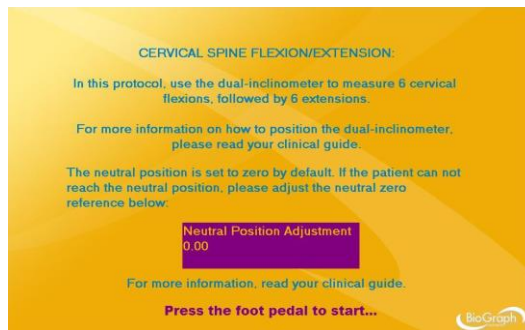 CERVICAL SPINE FLEXION/EXTENSION:
In this protocol, use the dual-inclinometer to measure 6 cervical
flexions, followed by 6 extensions.
For more information on how to position the dual-inclinometer,
please read your clinical guide.
The neutral position is set to zero by default. If the patient can not
reach the neutral position, please adjust the neutral zero
reference below:
Neutral Position Adjustment
0.00
For more information, read your clinical guide.
Press the foot pedal to start...
BioGraph